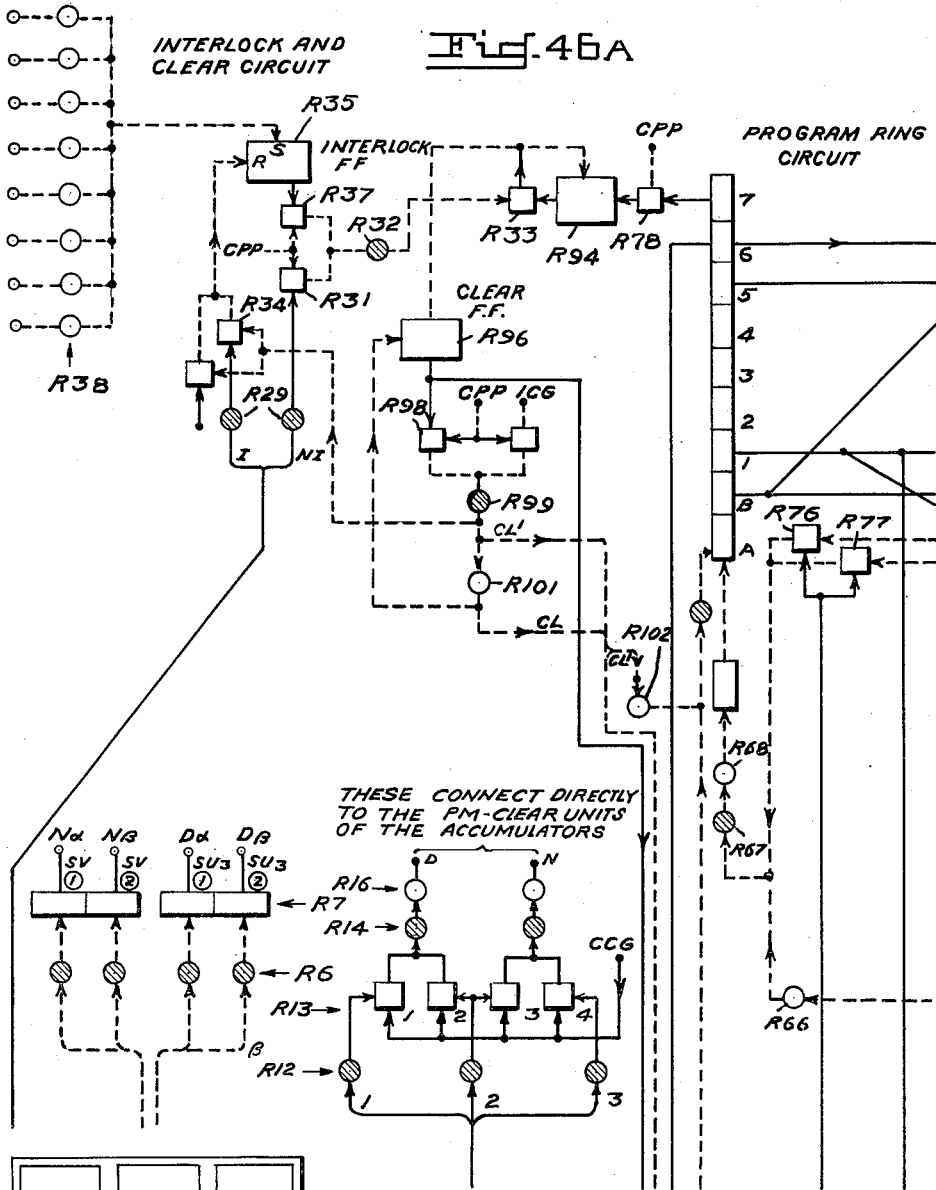 INTERLOCK AND
CLEAR CIRCUIT
Fig. 46A
R35
S
R
INTERLOCK
FF
CPP
PROGRAM RING
CIRCUIT
R37
R32
R33
R94
R78
7
CPP
6
R31
R34
CLEAR
F.F.
5
R96
4
R38
3
R29
CPP ICG
R98
2
I
NI
1
R99
B
R76
R77
CL'
A
R101
CL
R102
R68
THESE CONNECT DIRECTLY
TO THE PM-CLEAR UNITS
OF THE ACCUMULATORS
R67
Nα
Nβ
Dα
Dβ
SV
SV
SU3
SU3
1
2
1
2
D
N
R16
R7
R14
CCG
R6
R13
1
2
3
4
R66
β
R12
1
2
3